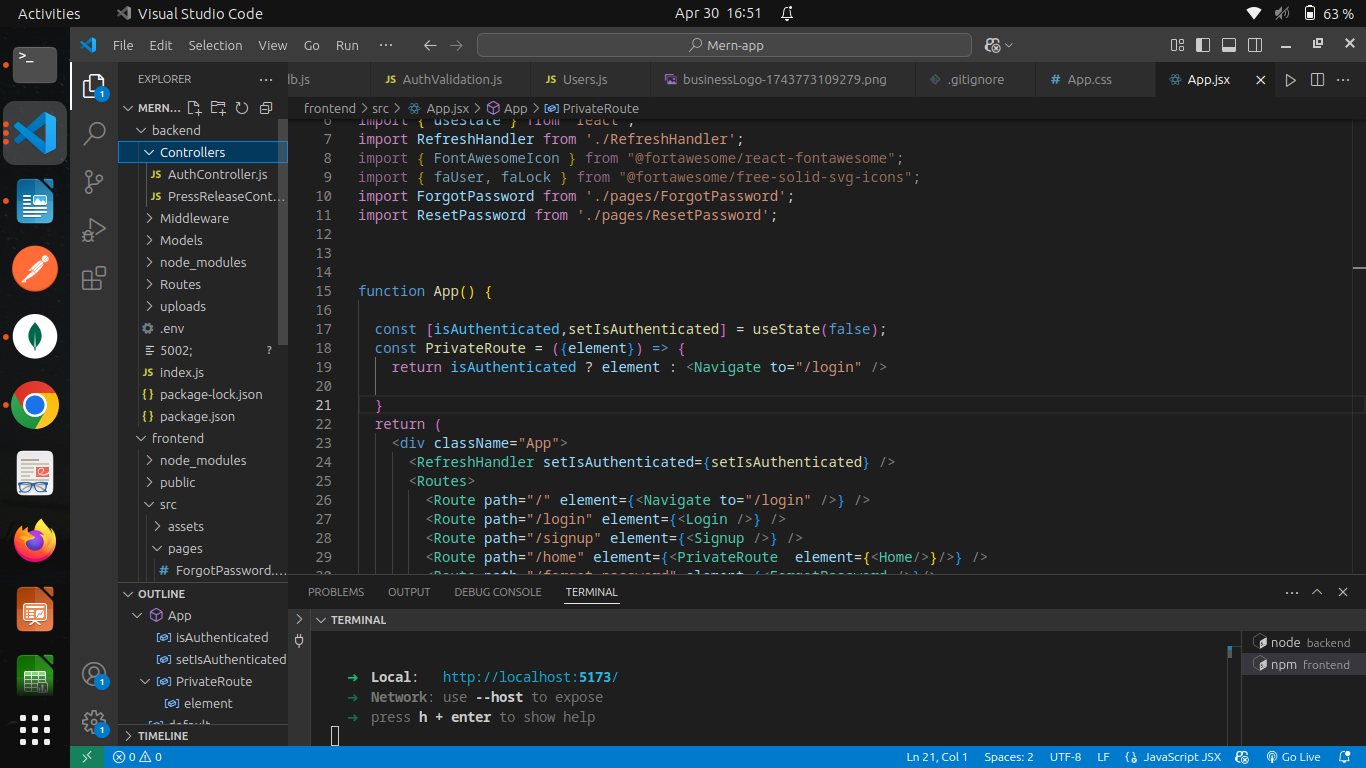 Activities Visual Studio Code Apr 30 16:51 63 %
File Edit Selection View Go Run ··· Mern-app
EXPLORER ···
db.js AuthValidation.js Users.js businessLogo-1743773109279.png .gitignore App.css App.jsx
MERN...
frontend > src > App.jsx > App > PrivateRoute
backend
Controllers
AuthController.js
PressReleaseCont...
Middleware
Models
node_modules
Routes
uploads
.env
5002; ?
index.js
package-lock.json
package.json
frontend
node_modules
public
src
assets
pages
ForgotPassword....
6 import { useState } from 'react';
7 import RefreshHandler from './RefreshHandler';
8 import { FontAwesomeIcon } from "@fortawesome/react-fontawesome";
9 import { faUser, faLock } from "@fortawesome/free-solid-svg-icons";
10 import ForgotPassword from './pages/ForgotPassword';
11 import ResetPassword from './pages/ResetPassword';
12
13
14
15 function App() {
16
17 const [isAuthenticated,setIsAuthenticated] = useState(false);
18 const PrivateRoute = ({element}) => {
19 return isAuthenticated ? element : <Navigate to="/login" />
20
21 }
22 return (
23 <div className="App">
24 <RefreshHandler setIsAuthenticated={setIsAuthenticated} />
25 <Routes>
26 <Route path="/" element={<Navigate to="/login" />} />
27 <Route path="/login" element={<Login />} />
28 <Route path="/signup" element={<Signup />} />
29 <Route path="/home" element={<PrivateRoute  element={<Home/>}/>} />
30 <Route path="/forgot-password" element={<ForgotPassword />}/>
OUTLINE
App
isAuthenticated
setIsAuthenticated
PrivateRoute
element
default
TIMELINE
PROBLEMS OUTPUT DEBUG CONSOLE TERMINAL
TERMINAL
➜ Local: http://localhost:5173/
➜ Network: use --host to expose
➜ press h + enter to show help
node backend
npm frontend
1
1
1
0 0 Ln 21, Col 1 Spaces: 2 UTF-8 LF {} JavaScript JSX Go Live